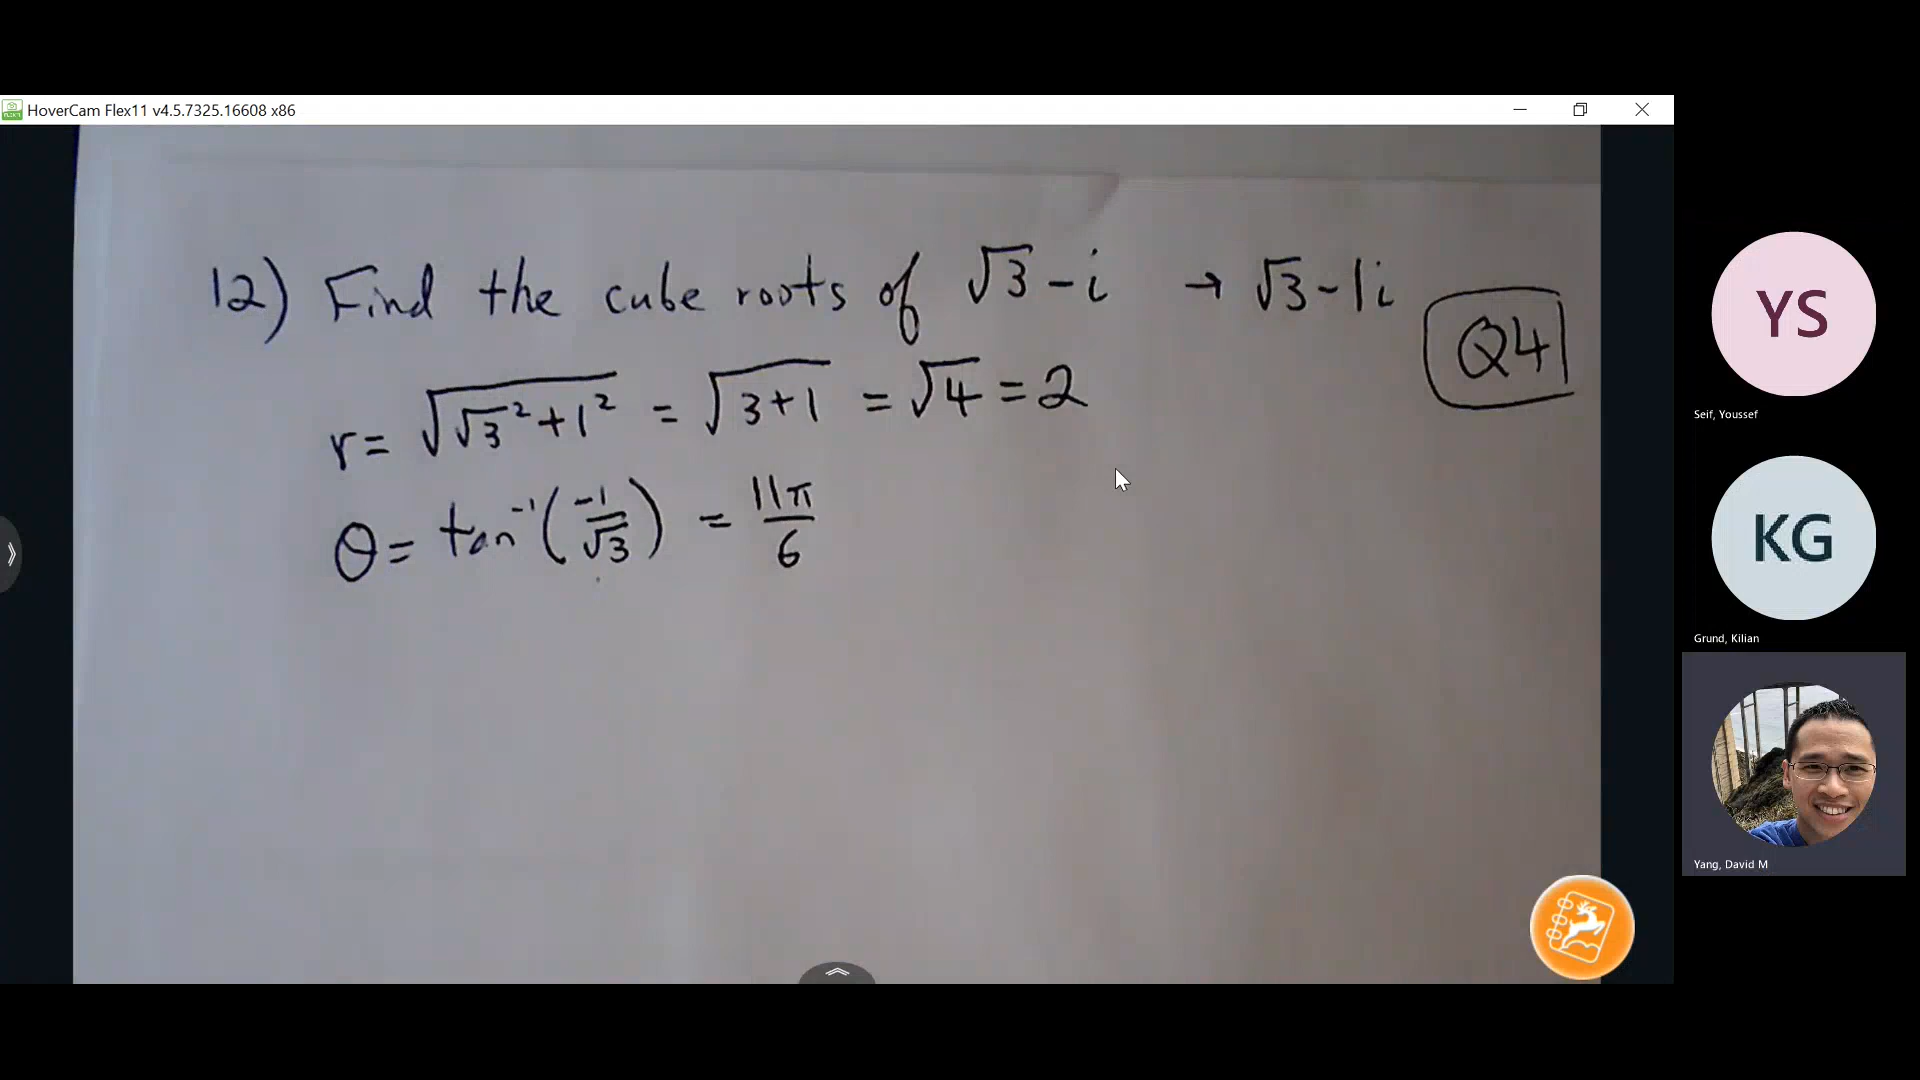 HoverCam Flex11 v4.5.7325.16608 x86
12) Find the cube roots of √3 - i → √3 - 1i
Q4
r = √(√3² + 1²) = √(3+1) = √4 = 2
θ = tan⁻¹(-1/√3) = 11π/6
YS
Seif, Youssef
KG
Grund, Kilian
Yang, David M